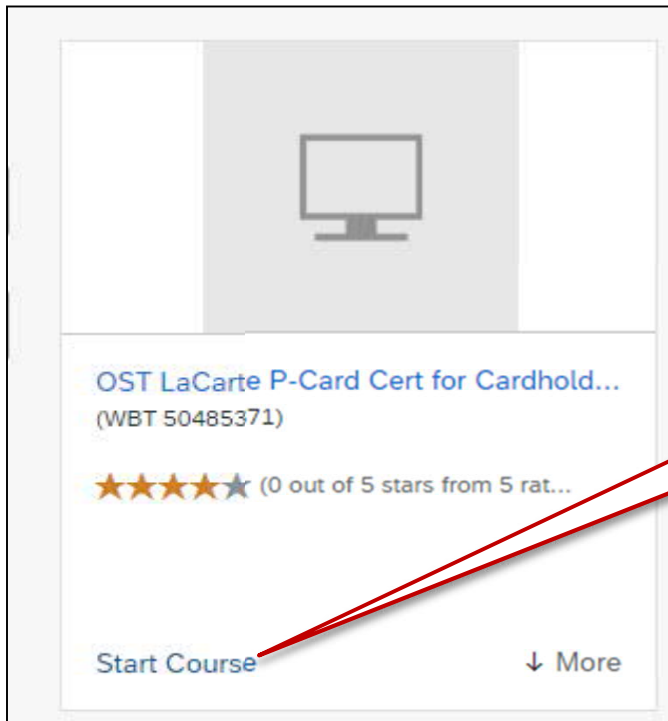 OST LaCarte P-Card Cert for Cardhold...
(WBT 50485371)
(0 out of 5 stars from 5 rat...
Start Course
↓ More